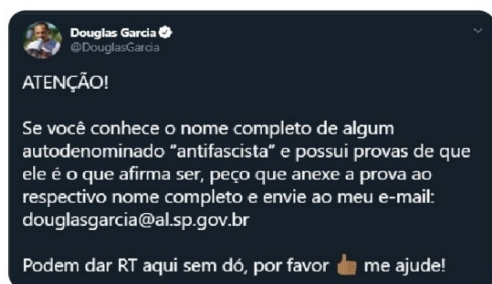 Douglas Garcia
@DouglasGarcia
ATENÇÃO!
Se você conhece o nome completo de algum
autodenominado “antifascista” e possui provas de que
ele é o que afirma ser, peço que anexe a prova ao
respectivo nome completo e envie ao meu e-mail:
douglasgarcia@al.sp.gov.br
Podem dar RT aqui sem dó, por favor 👍🏾 me ajude!